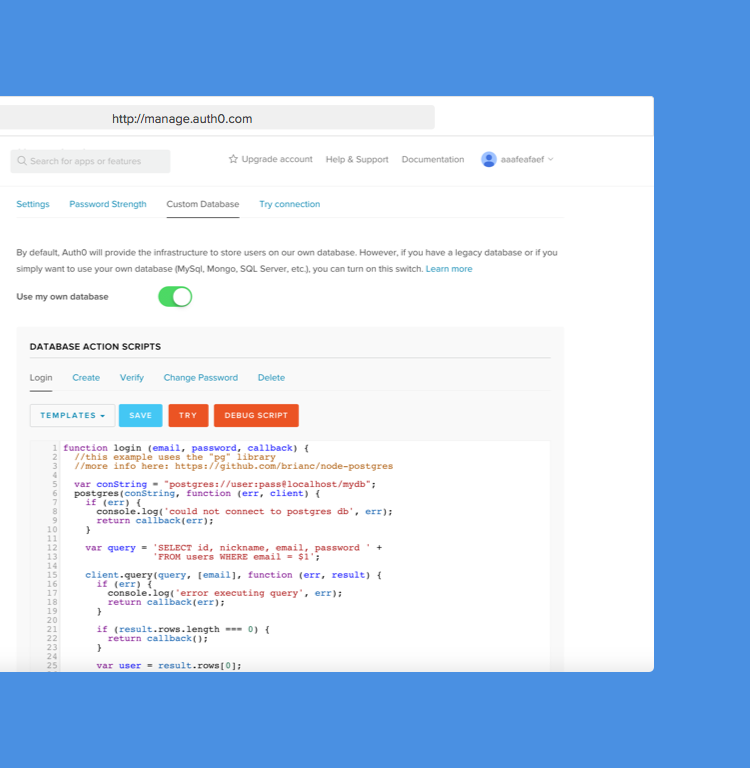 http://manage.auth0.com
Search for apps or features
Upgrade account Help & Support Documentation aaafeafaef
Settings Password Strength Custom Database Try connection
By default, Auth0 will provide the infrastructure to store users on our own database. However, if you have a legacy database or if you
simply want to use your own database (MySql, Mongo, SQL Server, etc.), you can turn on this switch. Learn more
Use my own database
DATABASE ACTION SCRIPTS
Login Create Verify Change Password Delete
TEMPLATES SAVE TRY DEBUG SCRIPT
1 function login (email, password, callback) {
2   //this example uses the "pg" library
3   //more info here: https://github.com/brianc/node-postgres
4
5   var conString = "postgres://user:pass@localhost/mydb";
6   postgres(conString, function (err, client) {
7     if (err) {
8       console.log('could not connect to postgres db', err);
9       return callback(err);
10     }
11
12     var query = 'SELECT id, nickname, email, password ' +
13                 'FROM users WHERE email = $1';
14
15     client.query(query, [email], function (err, result) {
16       if (err) {
17         console.log('error executing query', err);
18         return callback(err);
19       }
20
21       if (result.rows.length === 0) {
22         return callback();
23       }
24
25       var user = result.rows[0];